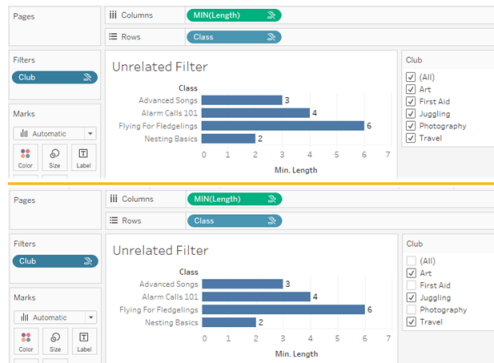 Pages
Columns
MIN(Length)
Rows
Class
Filters
Club
Marks
Automatic
Color
Size
Label
Unrelated Filter
Class
Advanced Songs
3
Alarm Calls 101
4
Flying For Fledgelings
6
Nesting Basics
2
0 1 2 3 4 5 6 7
Min. Length
Club
(All)
Art
First Aid
Juggling
Photography
Travel
Pages
Columns
MIN(Length)
Rows
Class
Filters
Club
Marks
Automatic
Color
Size
Label
Unrelated Filter
Class
Advanced Songs
3
Alarm Calls 101
4
Flying For Fledgelings
6
Nesting Basics
2
0 1 2 3 4 5 6 7
Min. Length
Club
(All)
Art
First Aid
Juggling
Photography
Travel